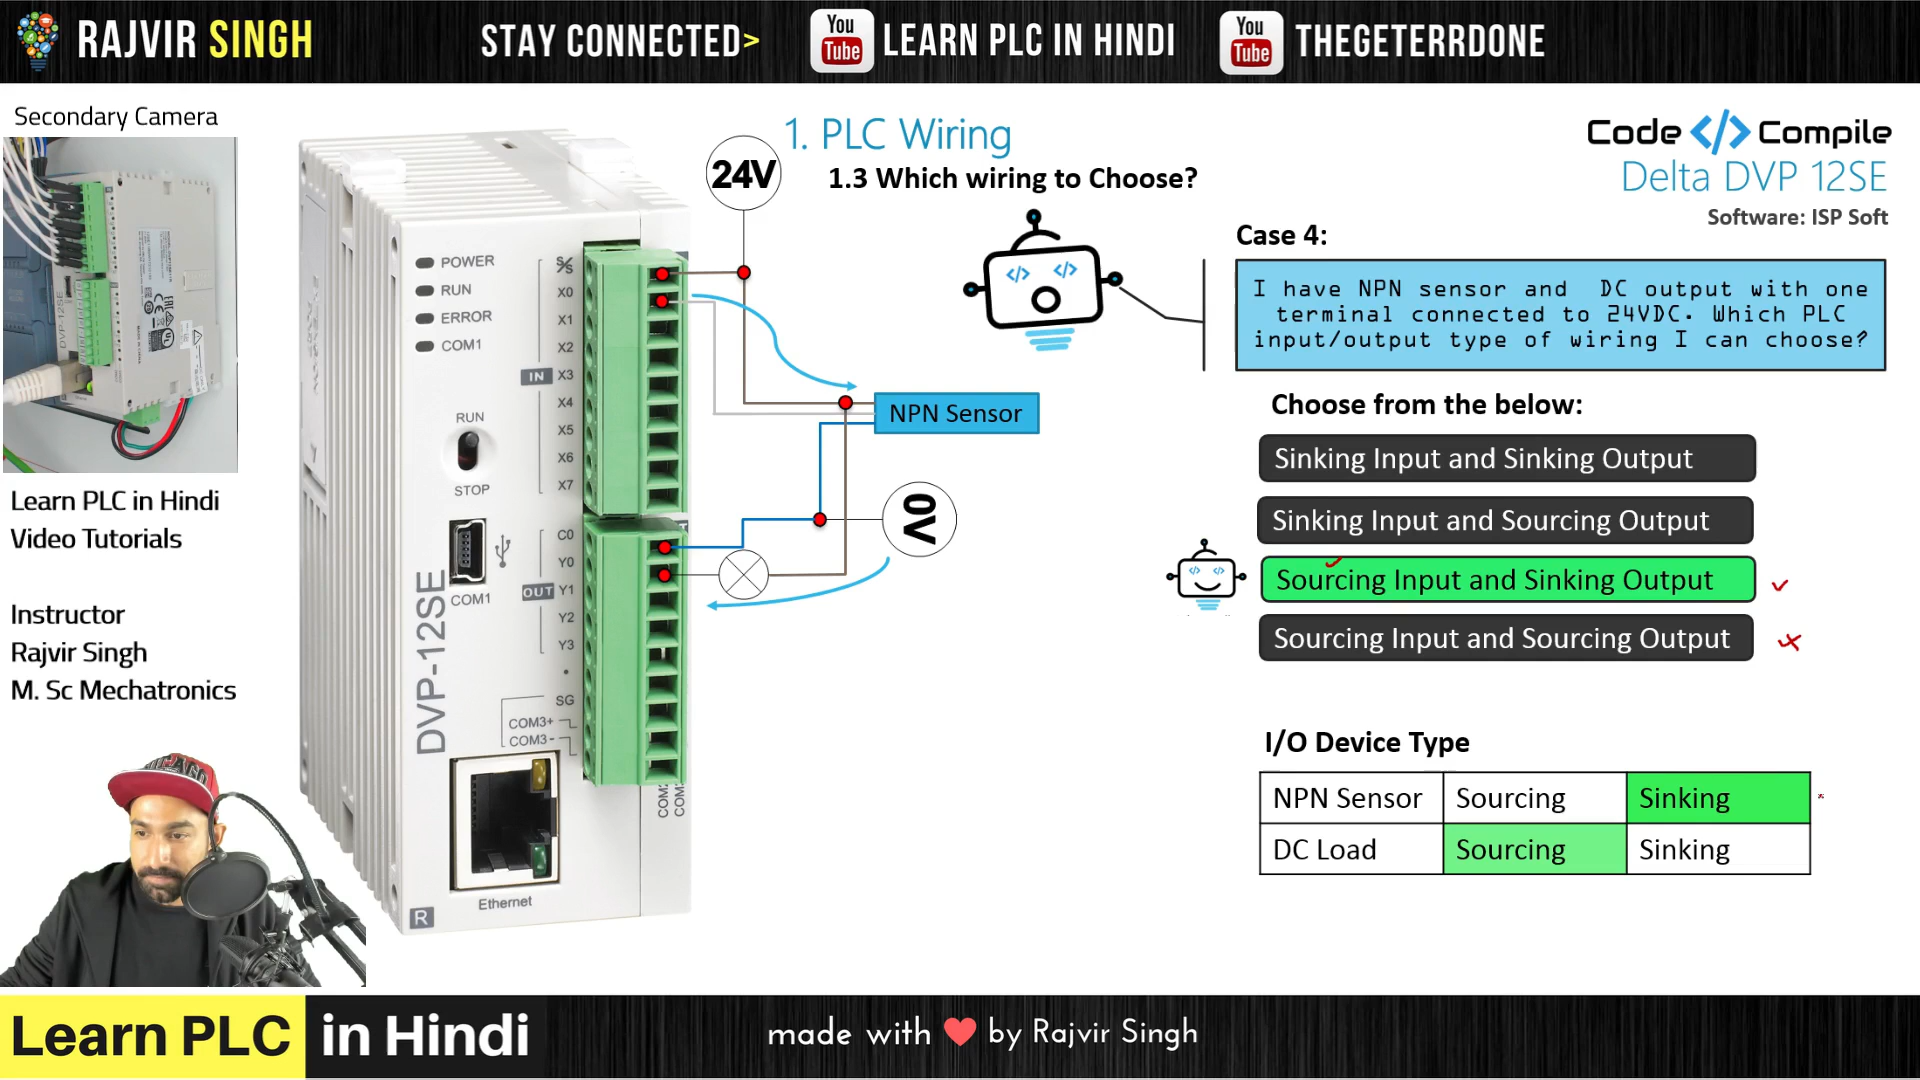 RAJVIR SINGH
STAY CONNECTED>
You Tube
LEARN PLC IN HINDI
You Tube
THEGETERRDONE
Secondary Camera
DVP-12SE
Learn PLC in Hindi
Video Tutorials
Instructor
Rajvir Singh
M. Sc Mechatronics
1. PLC Wiring
1.3 Which wiring to Choose?
Code </> Compile
Delta DVP 12SE
Software: ISP Soft
24V
POWER
RUN
ERROR
COM1
S/S
X0
X1
X2
IN X3
X4
X5
X6
X7
RUN
STOP
COM1
C0
Y0
OUT Y1
Y2
Y3
•
SG
COM3+
COM3-
DVP-12SE
Ethernet
R
NPN Sensor
0V
</> </>
Case 4:
I have NPN sensor and DC output with one
terminal connected to 24VDC. Which PLC
input/output type of wiring I can choose?
Choose from the below:
Sinking Input and Sinking Output
Sinking Input and Sourcing Output
Sourcing Input and Sinking Output
Sourcing Input and Sourcing Output
I/O Device Type
NPN Sensor Sourcing Sinking
DC Load Sourcing Sinking
Learn PLC in Hindi
made with ❤ by Rajvir Singh